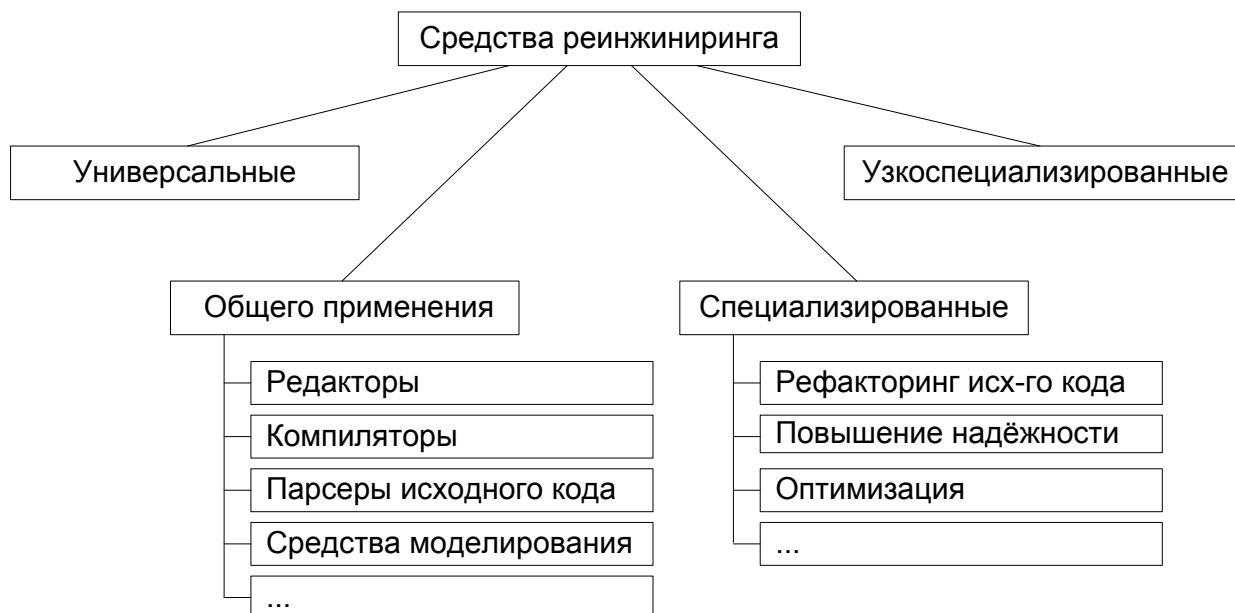 Средства реинжиниринга
Универсальные
Узкоспециализированные
Общего применения
Редакторы
Компиляторы
Парсеры исходного кода
Средства моделирования
...
Специализированные
Рефакторинг исх-го кода
Повышение надёжности
Оптимизация
...